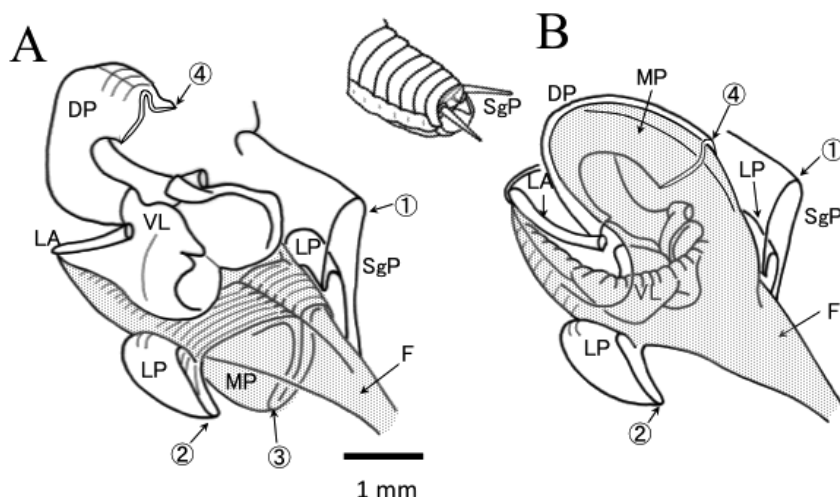 A
④
DP
SgP
B
MP
DP
④
①
LP
SgP
LA
VL
①
LA
VL
LP
SgP
LP
MP
F
②
③
LP
F
②
1 mm